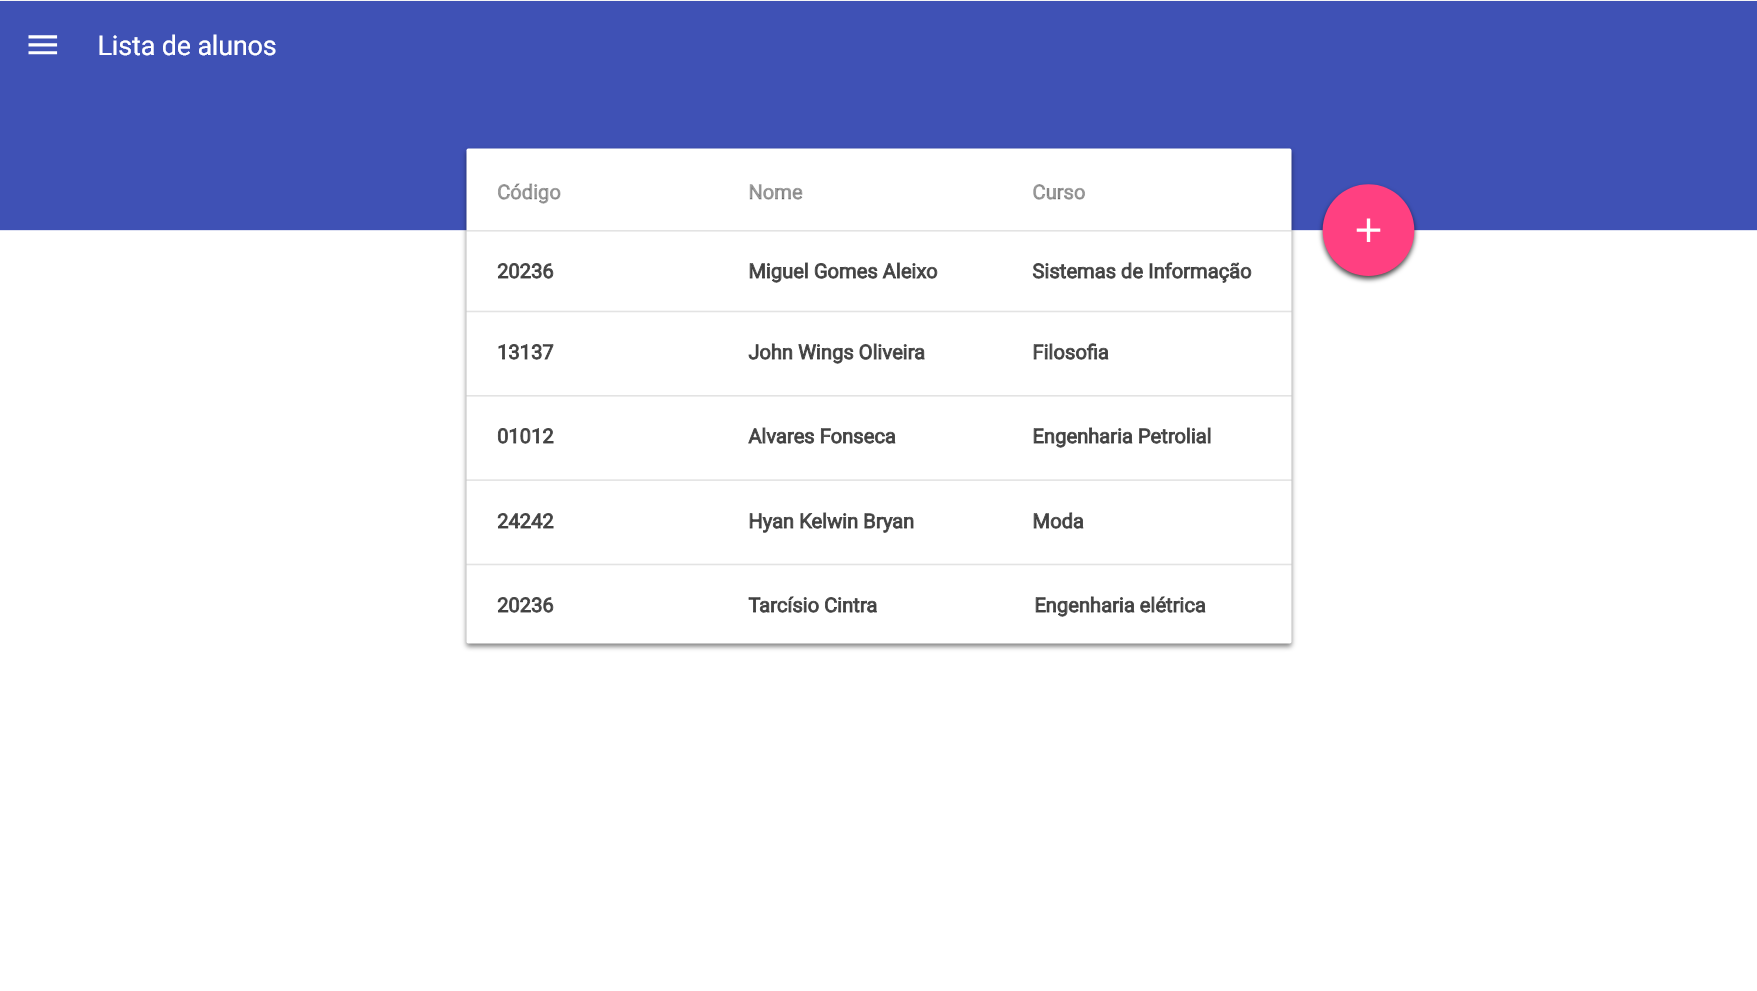 Lista de alunos
Código Nome Curso
20236 Miguel Gomes Aleixo Sistemas de Informação
13137 John Wings Oliveira Filosofia
01012 Alvares Fonseca Engenharia Petrolial
24242 Hyan Kelwin Bryan Moda
20236 Tarcísio Cintra Engenharia elétrica